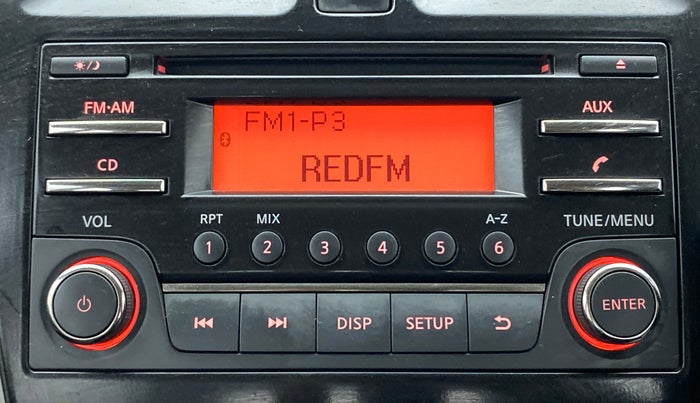 FM·AM
AUX
FM1-P3
REDFM
CD
VOL
RPT
MIX
A-Z
TUNE/MENU
1 2 3 4 5 6
ENTER
DISP
SETUP